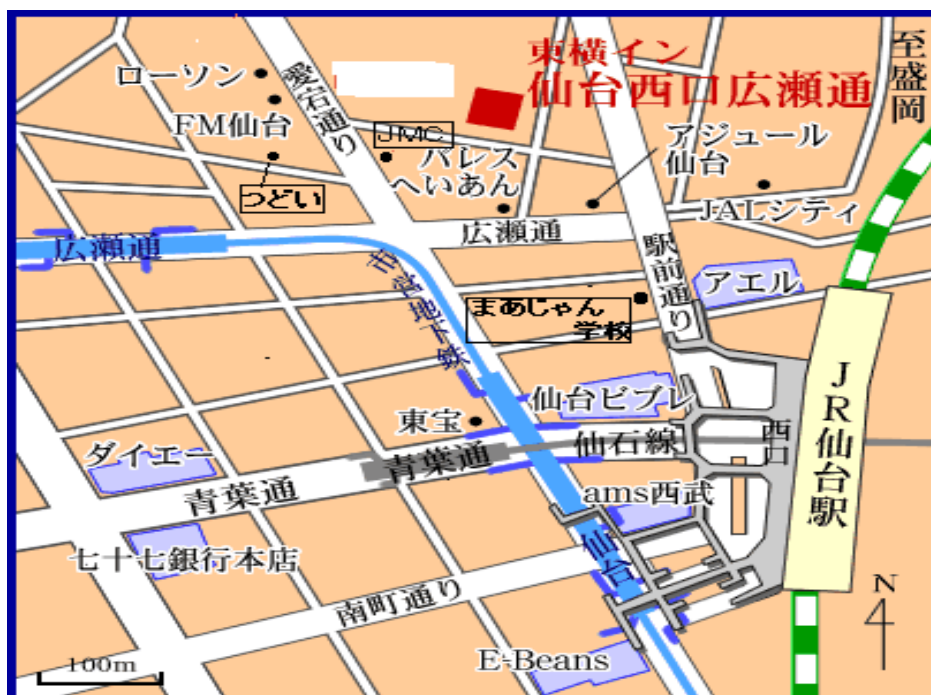 東横イン
仙台西口広瀬通
至盛岡
ローソン
愛宕通り
FM仙台
JMC
パレス
へいあん
アジュール
仙台
つどい
JALシティ
広瀬通
広瀬通
市営地下鉄
駅前通り
アエル
まあじゃん
学校
JR仙台駅
仙台ビブレ
東宝
仙石線
西口
ダイエー
青葉通
青葉通
ams西武
七十七銀行本店
仙台
南町通り
N
E-Beans
100m